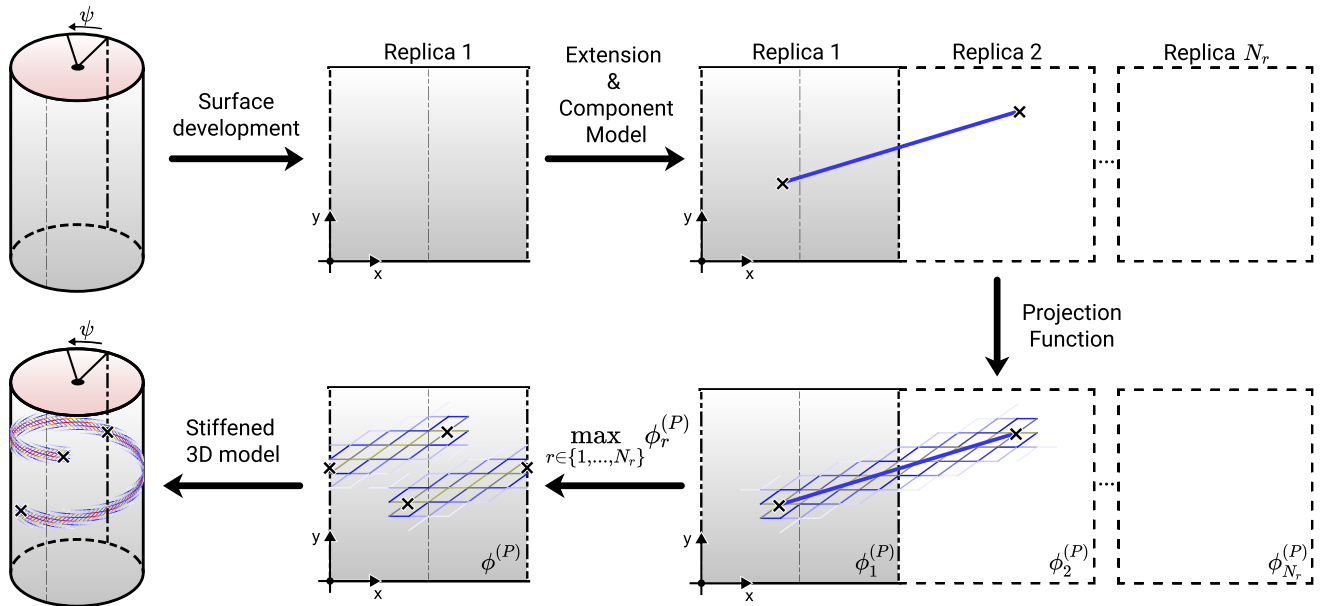 ψ
Surface
development
Replica 1
y
x
Extension
&
Component
Model
Replica 1
Replica 2
Replica N_r
y
x
Projection
Function
ψ
Stiffened
3D model
y
x
φ^{(P)}
max φ_r^{(P)}
r∈{1,...,N_r}
y
x
φ_1^{(P)}
φ_2^{(P)}
φ_{N_r}^{(P)}